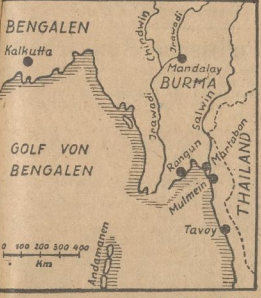 BENGALEN
Kalkutta
Chindwin
Irawadi
Mandalay
BURMA
Irawadi
Salwin
GOLF VON
BENGALEN
Rangun
Martaban
Mulmein
THAILAND
Tavoy
Andamanen
0 100 200 300 400
Km